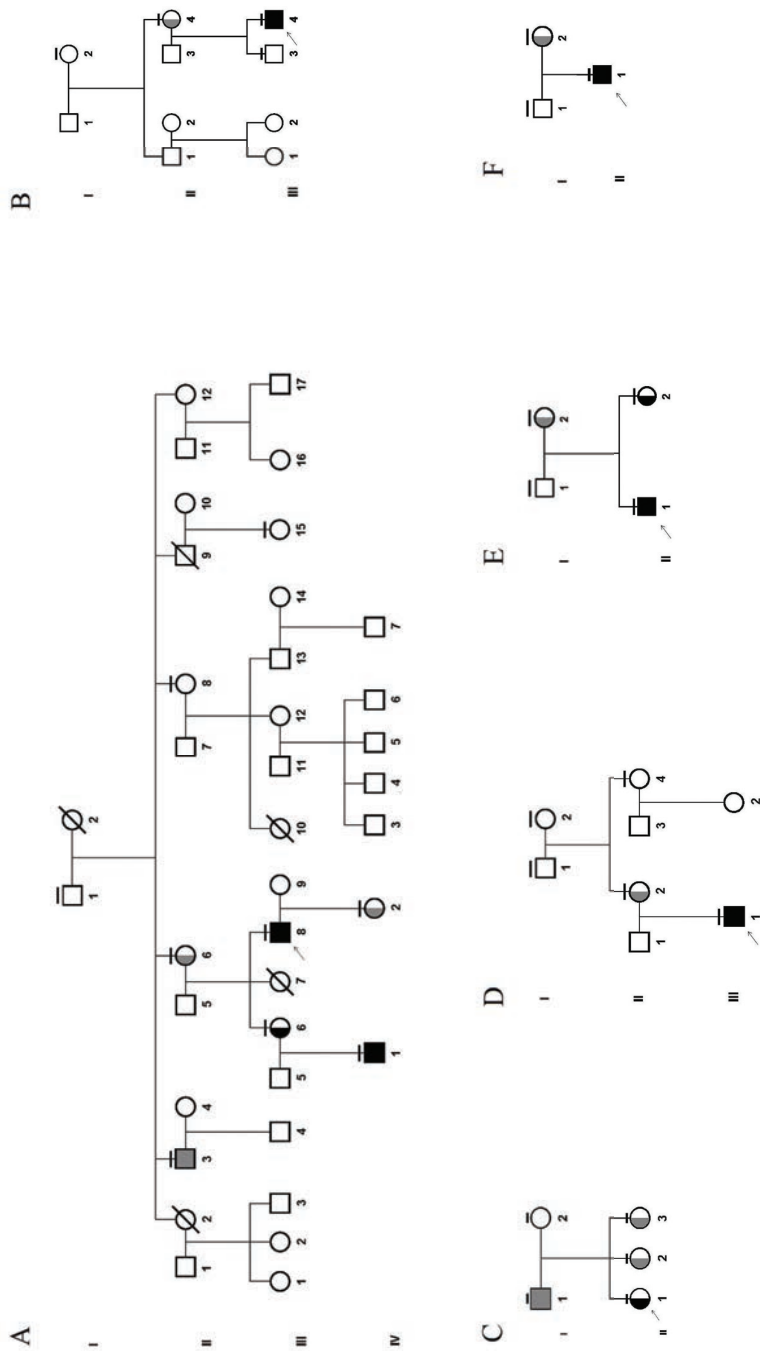 A
I 1 2
II 1 2 3 4 5 6 7 8 9 10 11 12
III 1 2 3 4 5 6 7 8 9 10 11 12 13 14 15 16 17
IV 1 2 3 4 5 6 7
B
I 1 2
II 1 2 3 4
III 1 2 3 4
C
I 1 2
II 1 2 3
D
I 1 2
II 1 2 3 4
III 1 2
E
I 1 2
II 1 2
F
I 1 2
II 1